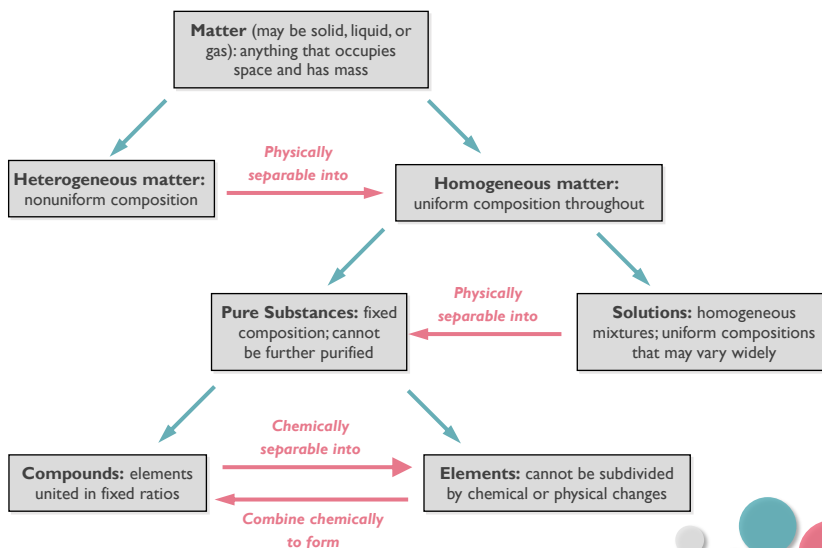 Matter (may be solid, liquid, or
gas): anything that occupies
space and has mass
Physically
separable into
Heterogeneous matter:
nonuniform composition
Homogeneous matter:
uniform composition throughout
Pure Substances: fixed
composition; cannot
be further purified
Physically
separable into
Solutions: homogeneous
mixtures; uniform compositions
that may vary widely
Chemically
separable into
Compounds: elements
united in fixed ratios
Elements: cannot be subdivided
by chemical or physical changes
Combine chemically
to form